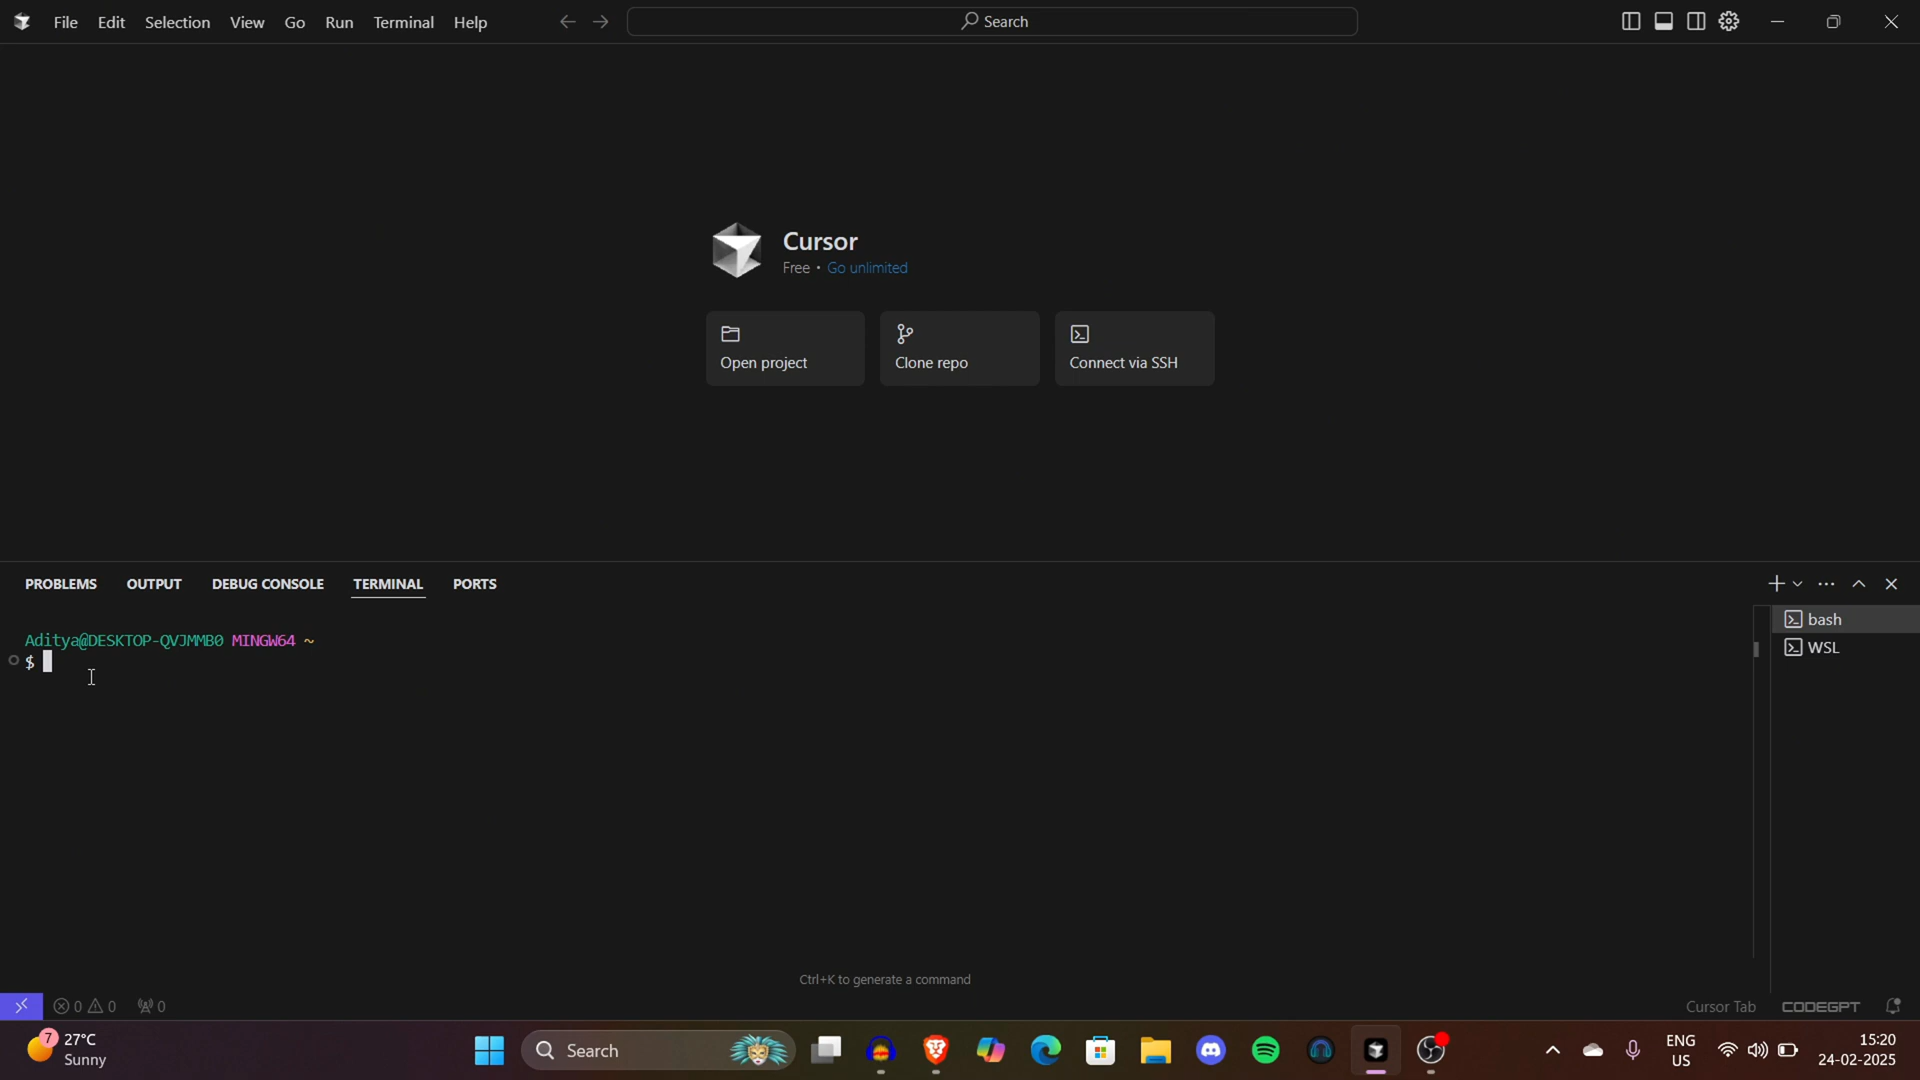 File Edit Selection View Go Run Terminal Help
Search
Cursor
Free • Go unlimited
Open project
Clone repo
Connect via SSH
PROBLEMS OUTPUT DEBUG CONSOLE TERMINAL PORTS
bash
WSL
Aditya@DESKTOP-QVJMMB0 MINGW64 ~
$
Ctrl+K to generate a command
0 0 0
Cursor Tab CODEGPT
7
27°C
Sunny
Search
ENG
US
15:20
24-02-2025